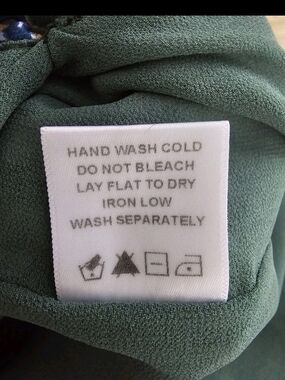 HAND WASH COLD
DO NOT BLEACH
LAY FLAT TO DRY
IRON LOW
WASH SEPARATELY